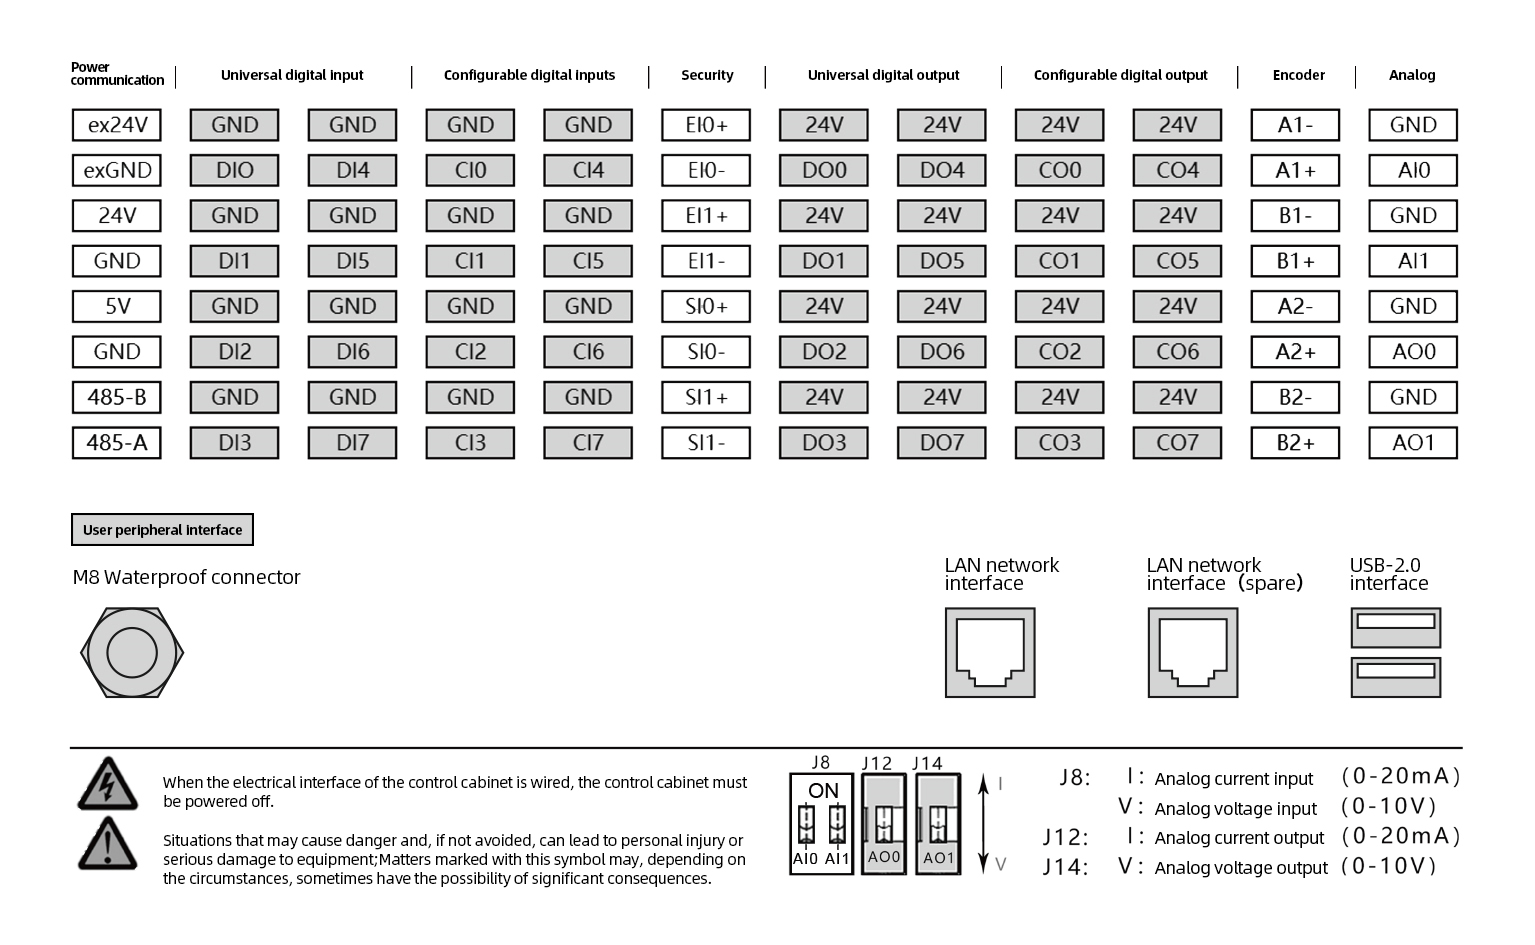 Power
communication
Universal digital input
Configurable digital inputs
Security
Universal digital output
Configurable digital output
Encoder
Analog
ex24V GND GND GND GND EI0+ 24V 24V 24V 24V A1- GND
exGND DIO DI4 CI0 CI4 EI0- DO0 DO4 CO0 CO4 A1+ AI0
24V GND GND GND GND EI1+ 24V 24V 24V 24V B1- GND
GND DI1 DI5 CI1 CI5 EI1- DO1 DO5 CO1 CO5 B1+ AI1
5V GND GND GND GND SI0+ 24V 24V 24V 24V A2- GND
GND DI2 DI6 CI2 CI6 SI0- DO2 DO6 CO2 CO6 A2+ AO0
485-B GND GND GND GND SI1+ 24V 24V 24V 24V B2- GND
485-A DI3 DI7 CI3 CI7 SI1- DO3 DO7 CO3 CO7 B2+ AO1
User peripheral interface
M8 Waterproof connector
LAN network
interface
LAN network
interface（spare）
USB-2.0
interface
When the electrical interface of the control cabinet is wired, the control cabinet must
be powered off.
Situations that may cause danger and, if not avoided, can lead to personal injury or
serious damage to equipment;Matters marked with this symbol may, depending on
the circumstances, sometimes have the possibility of significant consequences.
J8 J12 J14
ON
AI0 AI1 AO0 AO1
I
V
J8: I: Analog current input (0-20mA)
V: Analog voltage input (0-10V)
J12: I: Analog current output (0-20mA)
J14: V: Analog voltage output (0-10V)